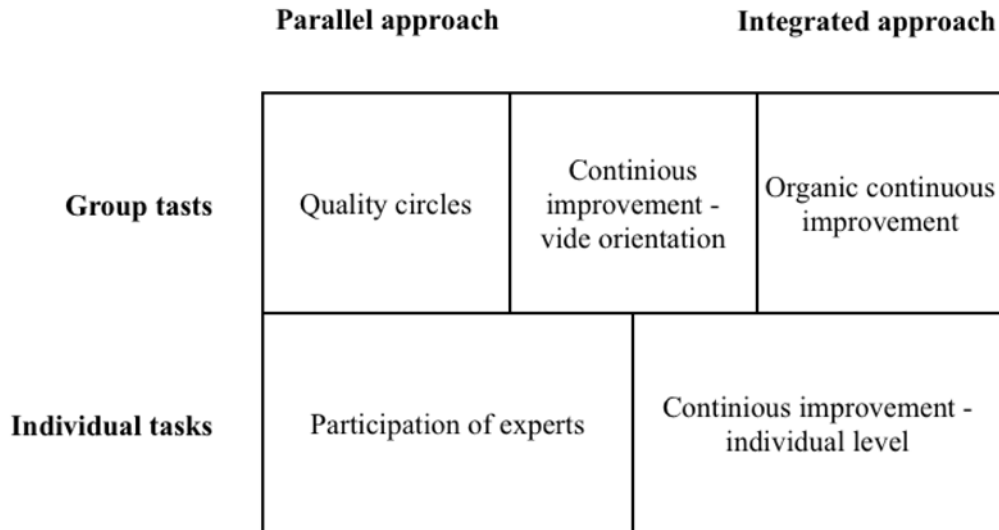 Parallel approach
Integrated approach
Group tasts
Quality circles
Continious
improvement -
vide orientation
Organic continuous
improvement
Individual tasks
Participation of experts
Continious improvement -
individual level